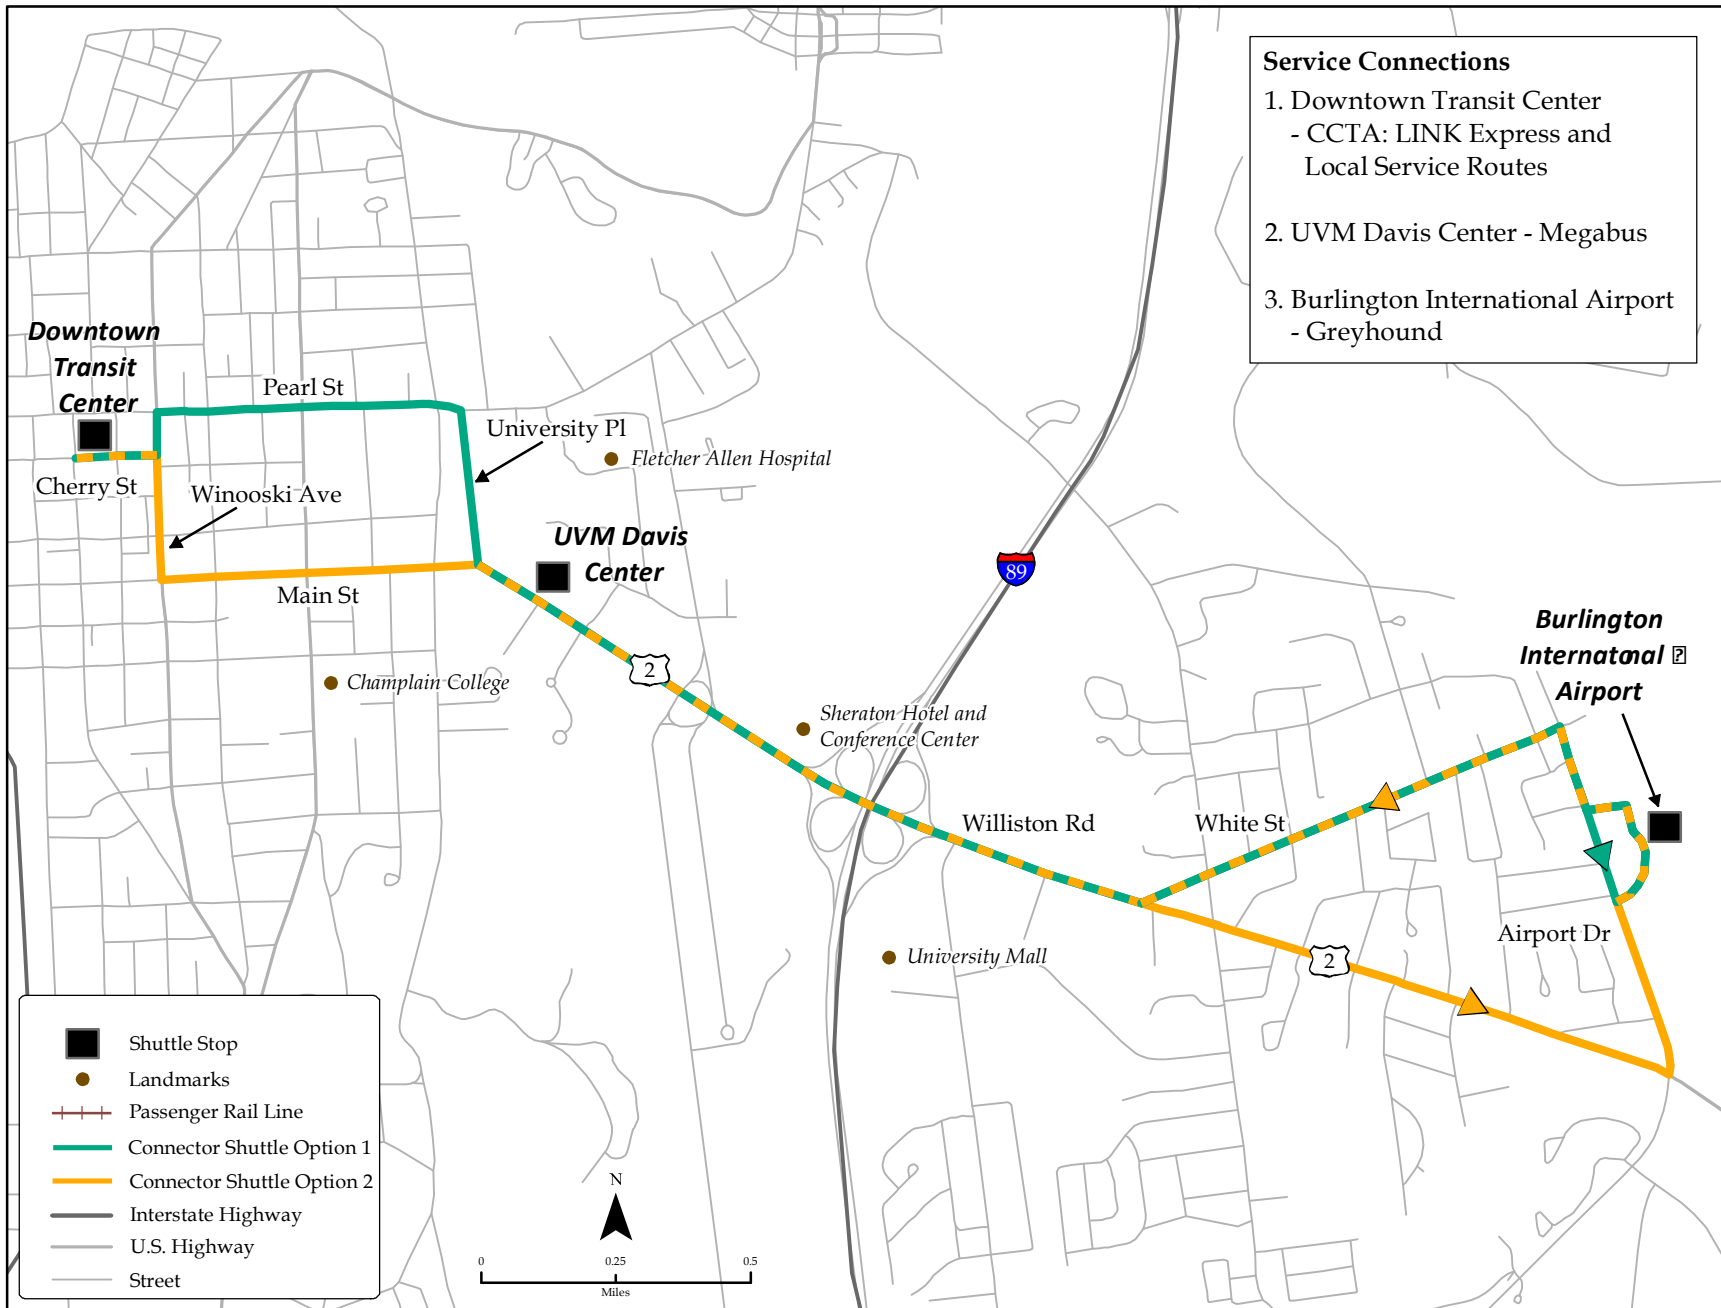 Service Connections
1. Downtown Transit Center
- CCTA: LINK Express and
Local Service Routes
2. UVM Davis Center - Megabus
3. Burlington International Airport
- Greyhound
Downtown
Transit
Center
Pearl St
University Pl
Fletcher Allen Hospital
Cherry St
Winooski Ave
UVM Davis
Center
89
Main St
Burlington
Internatonal
Airport
2
Champlain College
Sheraton Hotel and
Conference Center
Williston Rd
White St
Airport Dr
University Mall
2
Shuttle Stop
Landmarks
Passenger Rail Line
Connector Shuttle Option 1
Connector Shuttle Option 2
Interstate Highway
U.S. Highway
Street
N
0 0.25 0.5
Miles